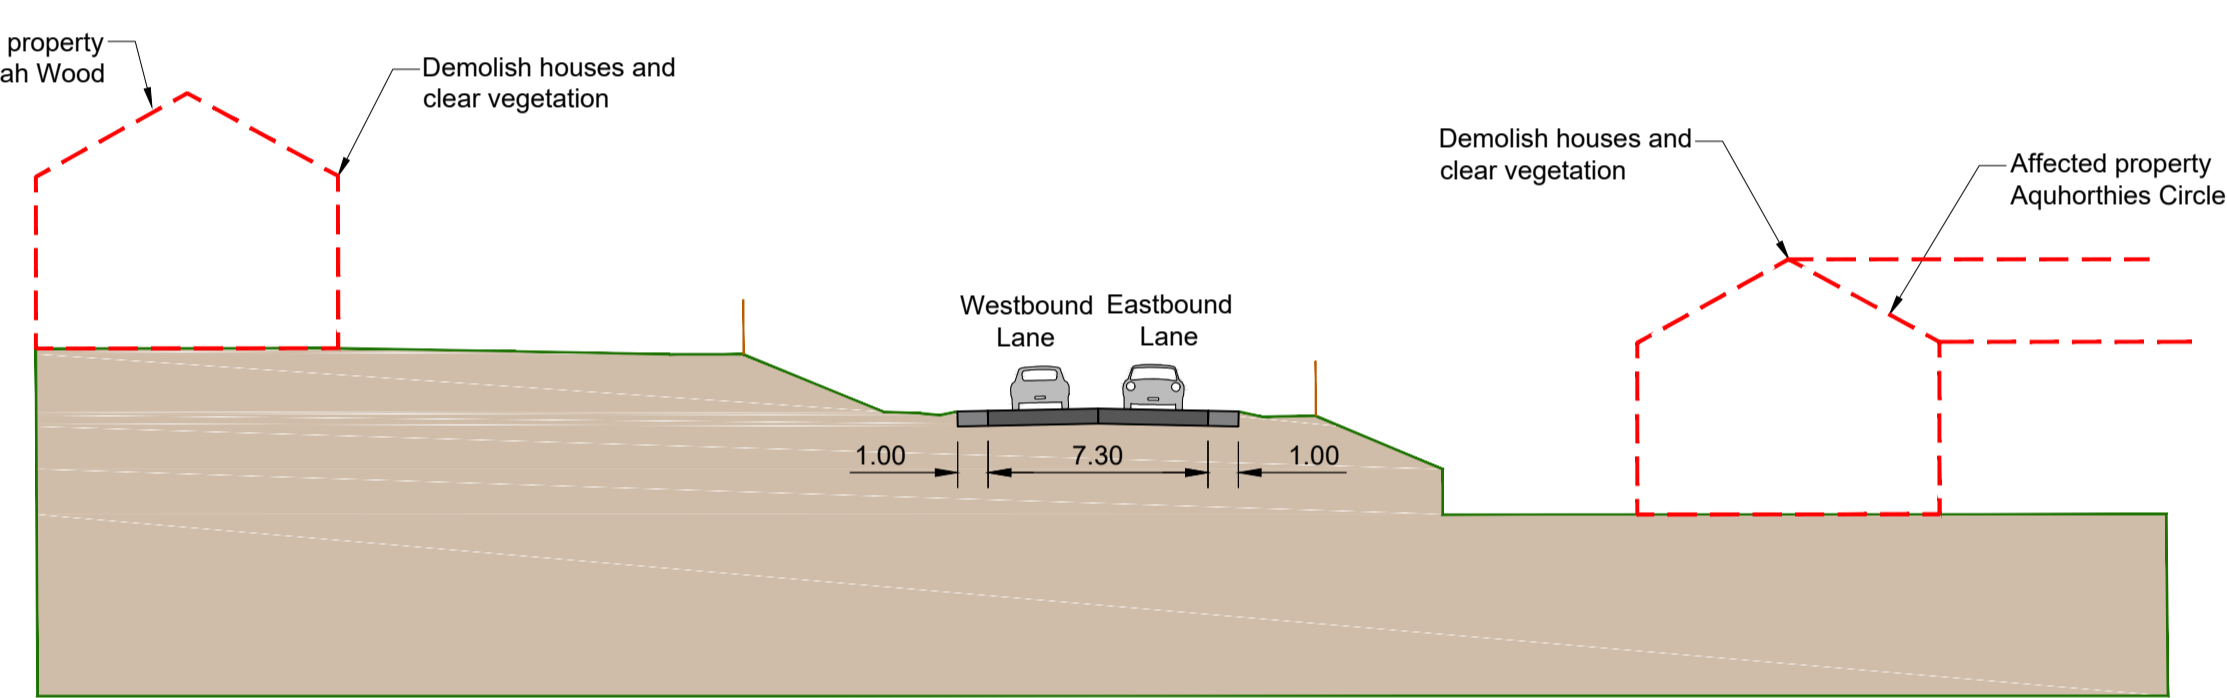 property
ah Wood
Demolish houses and
clear vegetation
Demolish houses and
clear vegetation
Affected property
Aquhorthies Circle
Westbound
Lane
Eastbound
Lane
1.00
7.30
1.00